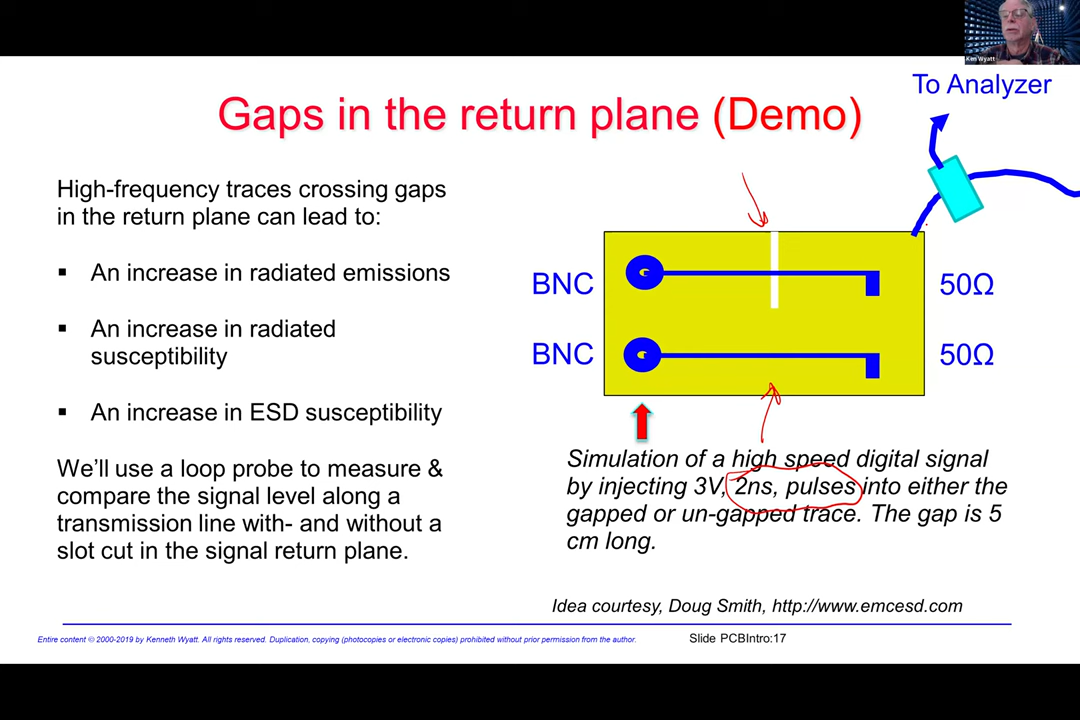 Ken Wyatt
To Analyzer
Gaps in the return plane (Demo)
High-frequency traces crossing gaps
in the return plane can lead to:
▪ An increase in radiated emissions
▪ An increase in radiated
susceptibility
▪ An increase in ESD susceptibility
We'll use a loop probe to measure &
compare the signal level along a
transmission line with- and without a
slot cut in the signal return plane.
BNC
50Ω
BNC
50Ω
Simulation of a high speed digital signal
by injecting 3V, 2ns, pulses into either the
gapped or un-gapped trace. The gap is 5
cm long.
Idea courtesy, Doug Smith, http://www.emcesd.com
Entire content © 2000-2019 by Kenneth Wyatt. All rights reserved. Duplication, copying (photocopies or electronic copies) prohibited without prior permission from the author.
Slide PCBIntro:17